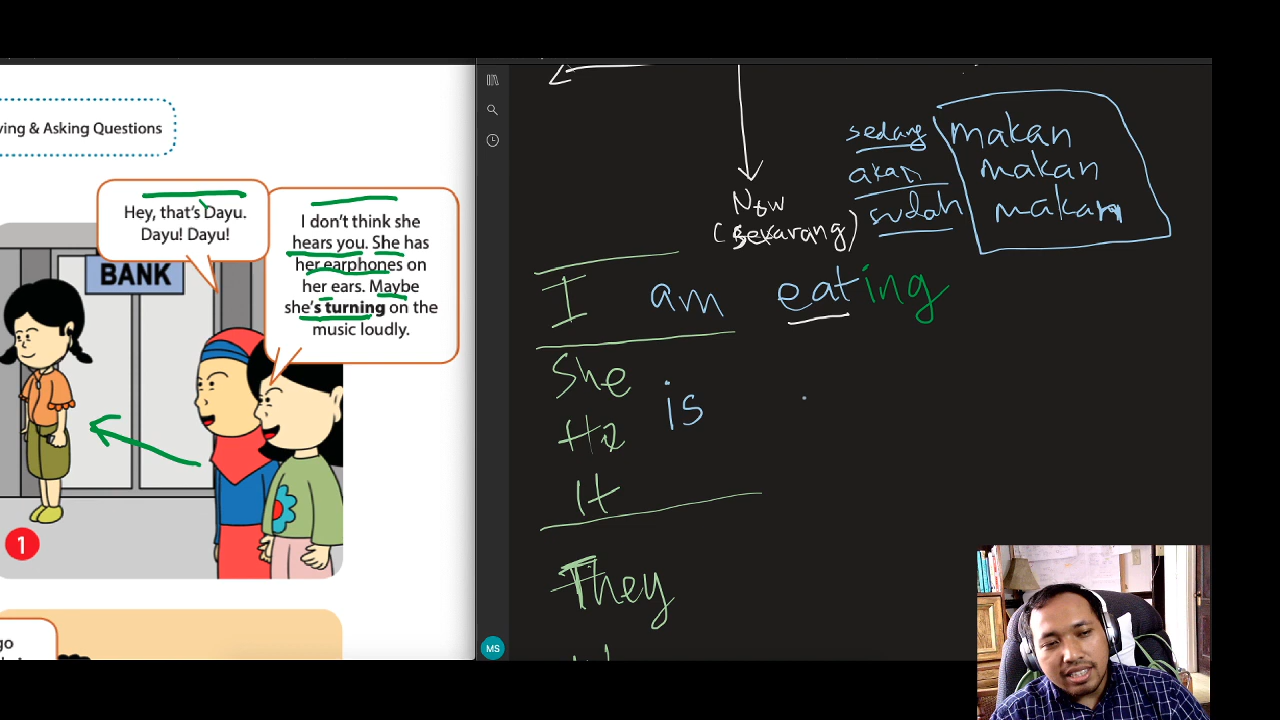 ving & Asking Questions
Hey, that's Dayu.
Dayu! Dayu!
I don't think she
hears you. She has
her earphones on
her ears. Maybe
she's turning on the
music loudly.
BANK
1
go
MS
sedang makan
akan makan
sudah makan
Now
(sekarang)
I am eating
She
He is
It
They